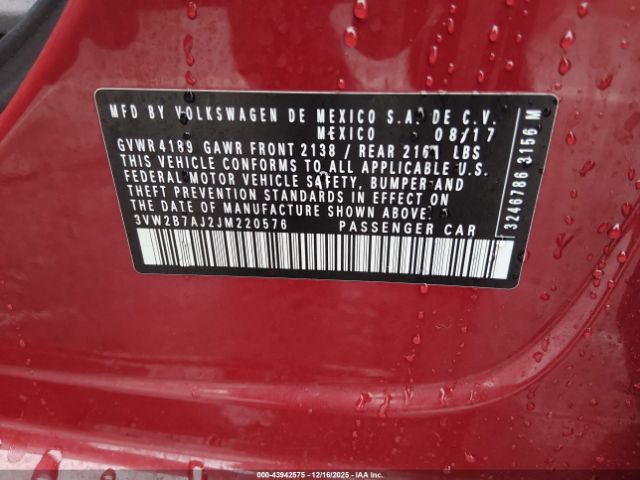 MFD BY VOLKSWAGEN DE MEXICO S.A. DE C.V.
MEXICO 08/17
GVWR 4189 GAWR FRONT 2138 / REAR 2161 LBS
THIS VEHICLE CONFORMS TO ALL APPLICABLE U.S.
FEDERAL MOTOR VEHICLE SAFETY, BUMPER AND
THEFT PREVENTION STANDARDS IN EFFECT ON
THE DATE OF MANUFACTURE SHOWN ABOVE.
3VW2B7AJ2JM220576 PASSENGER CAR
3246786 3156 M
000-43942575 - 12/16/2025 - IAA Inc.